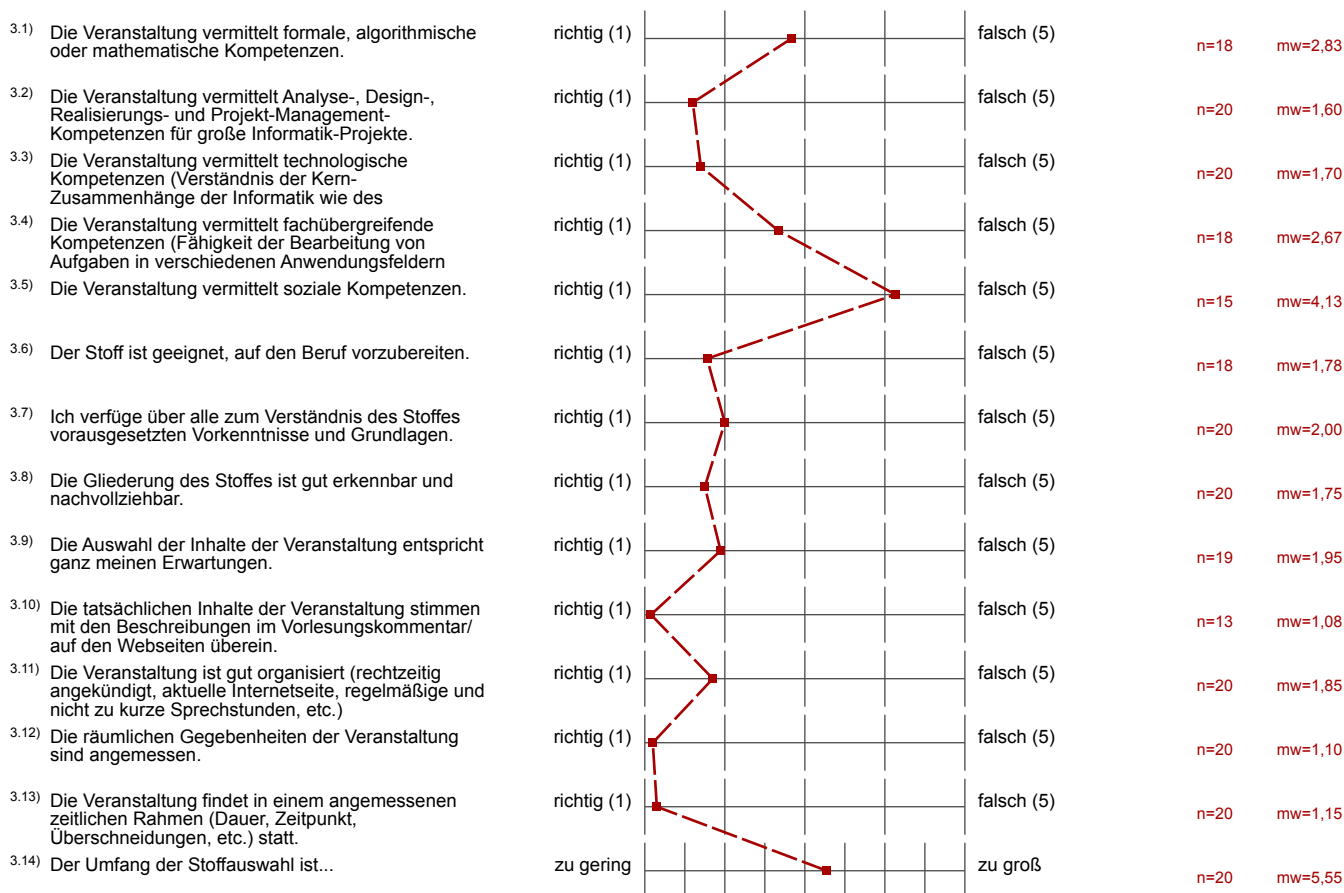 3.1) Die Veranstaltung vermittelt formale, algorithmische oder mathematische Kompetenzen. richtig (1) falsch (5) n=18 mw=2,83
3.2) Die Veranstaltung vermittelt Analyse-, Design-, Realisierungs- und Projekt-Management-Kompetenzen für große Informatik-Projekte. richtig (1) falsch (5) n=20 mw=1,60
3.3) Die Veranstaltung vermittelt technologische Kompetenzen (Verständnis der Kern-Zusammenhänge der Informatik wie des richtig (1) falsch (5) n=20 mw=1,70
3.4) Die Veranstaltung vermittelt fachübergreifende Kompetenzen (Fähigkeit der Bearbeitung von Aufgaben in verschiedenen Anwendungsfeldern richtig (1) falsch (5) n=18 mw=2,67
3.5) Die Veranstaltung vermittelt soziale Kompetenzen. richtig (1) falsch (5) n=15 mw=4,13
3.6) Der Stoff ist geeignet, auf den Beruf vorzubereiten. richtig (1) falsch (5) n=18 mw=1,78
3.7) Ich verfüge über alle zum Verständnis des Stoffes vorausgesetzten Vorkenntnisse und Grundlagen. richtig (1) falsch (5) n=20 mw=2,00
3.8) Die Gliederung des Stoffes ist gut erkennbar und nachvollziehbar. richtig (1) falsch (5) n=20 mw=1,75
3.9) Die Auswahl der Inhalte der Veranstaltung entspricht ganz meinen Erwartungen. richtig (1) falsch (5) n=19 mw=1,95
3.10) Die tatsächlichen Inhalte der Veranstaltung stimmen mit den Beschreibungen im Vorlesungskommentar/ auf den Webseiten überein. richtig (1) falsch (5) n=13 mw=1,08
3.11) Die Veranstaltung ist gut organisiert (rechtzeitig angekündigt, aktuelle Internetseite, regelmäßige und nicht zu kurze Sprechstunden, etc.) richtig (1) falsch (5) n=20 mw=1,85
3.12) Die räumlichen Gegebenheiten der Veranstaltung sind angemessen. richtig (1) falsch (5) n=20 mw=1,10
3.13) Die Veranstaltung findet in einem angemessenen zeitlichen Rahmen (Dauer, Zeitpunkt, Überschneidungen, etc.) statt. richtig (1) falsch (5) n=20 mw=1,15
3.14) Der Umfang der Stoffauswahl ist... zu gering zu groß n=20 mw=5,55